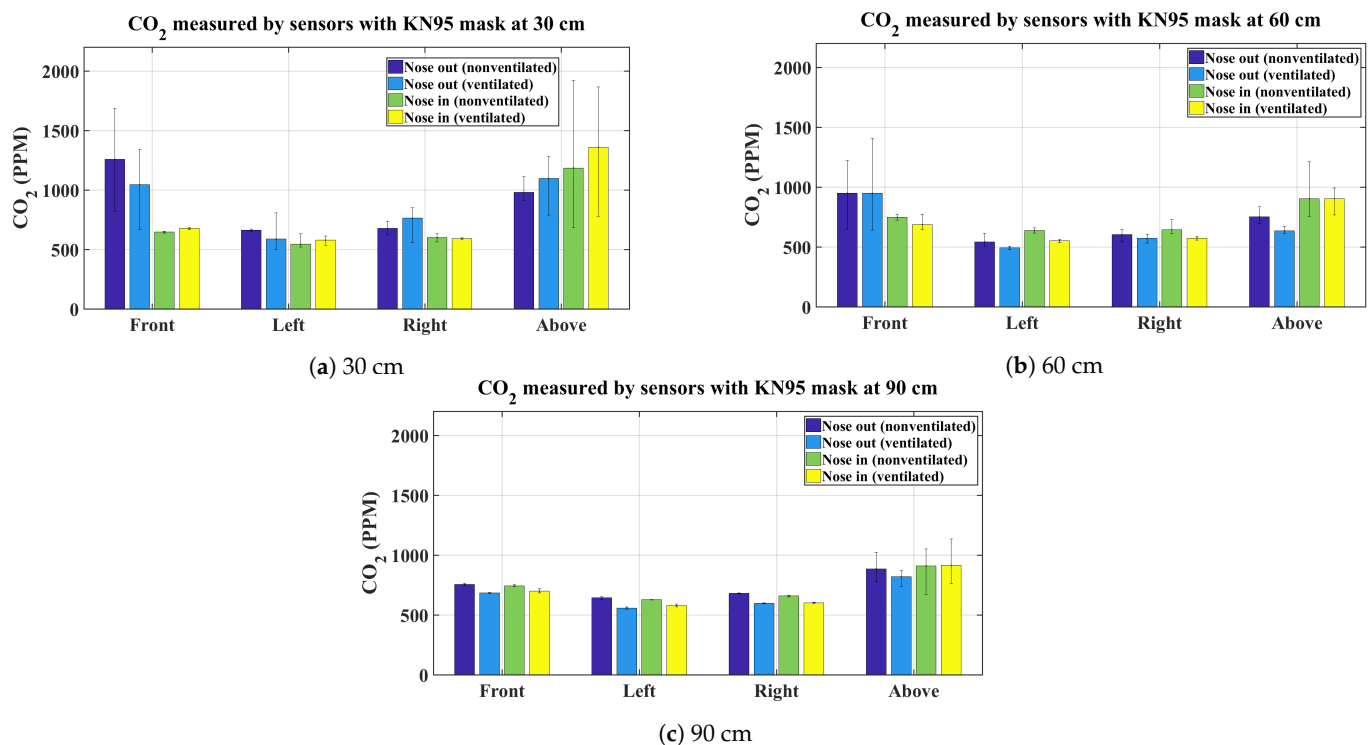 CO2 measured by sensors with KN95 mask at 30 cm
2000
1500
1000
500
0
CO2 (PPM)
Nose out (nonventilated)
Nose out (ventilated)
Nose in (nonventilated)
Nose in (ventilated)
Front Left Right Above
(a) 30 cm
CO2 measured by sensors with KN95 mask at 60 cm
2000
1500
1000
500
0
CO2 (PPM)
Nose out (nonventilated)
Nose out (ventilated)
Nose in (nonventilated)
Nose in (ventilated)
Front Left Right Above
(b) 60 cm
CO2 measured by sensors with KN95 mask at 90 cm
2000
1500
1000
500
0
CO2 (PPM)
Nose out (nonventilated)
Nose out (ventilated)
Nose in (nonventilated)
Nose in (ventilated)
Front Left Right Above
(c) 90 cm